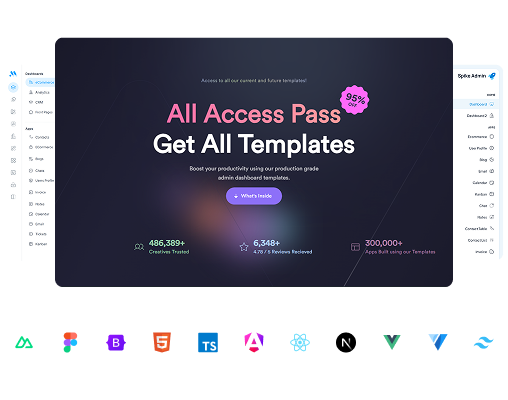 Dashboards
eCommerce
Analytics
CRM
Front Pages
Apps
Contacts
Ecommerce
Blogs
Chats
Users Profile
Invoice
Notes
Calendar
Email
Tickets
Kanban
Access to all our current and future templates!
95%
OFF
All Access Pass
Get All Templates
Boost your productivity using our production grade
admin dashboard templates.
What's Inside
486,389+
Creatives Trusted
6,348+
4.78 / 5 Reviews Recieved
300,000+
Apps Built using our Templates
Spike Admin
HOME
Dashboard
Dashboard 2
APPS
Ecommerce
User Profile
Blog
Email
Calendar
Kanban
Chat
Notes
Contact Table
Contact List
Invoice
B
5
TS
N